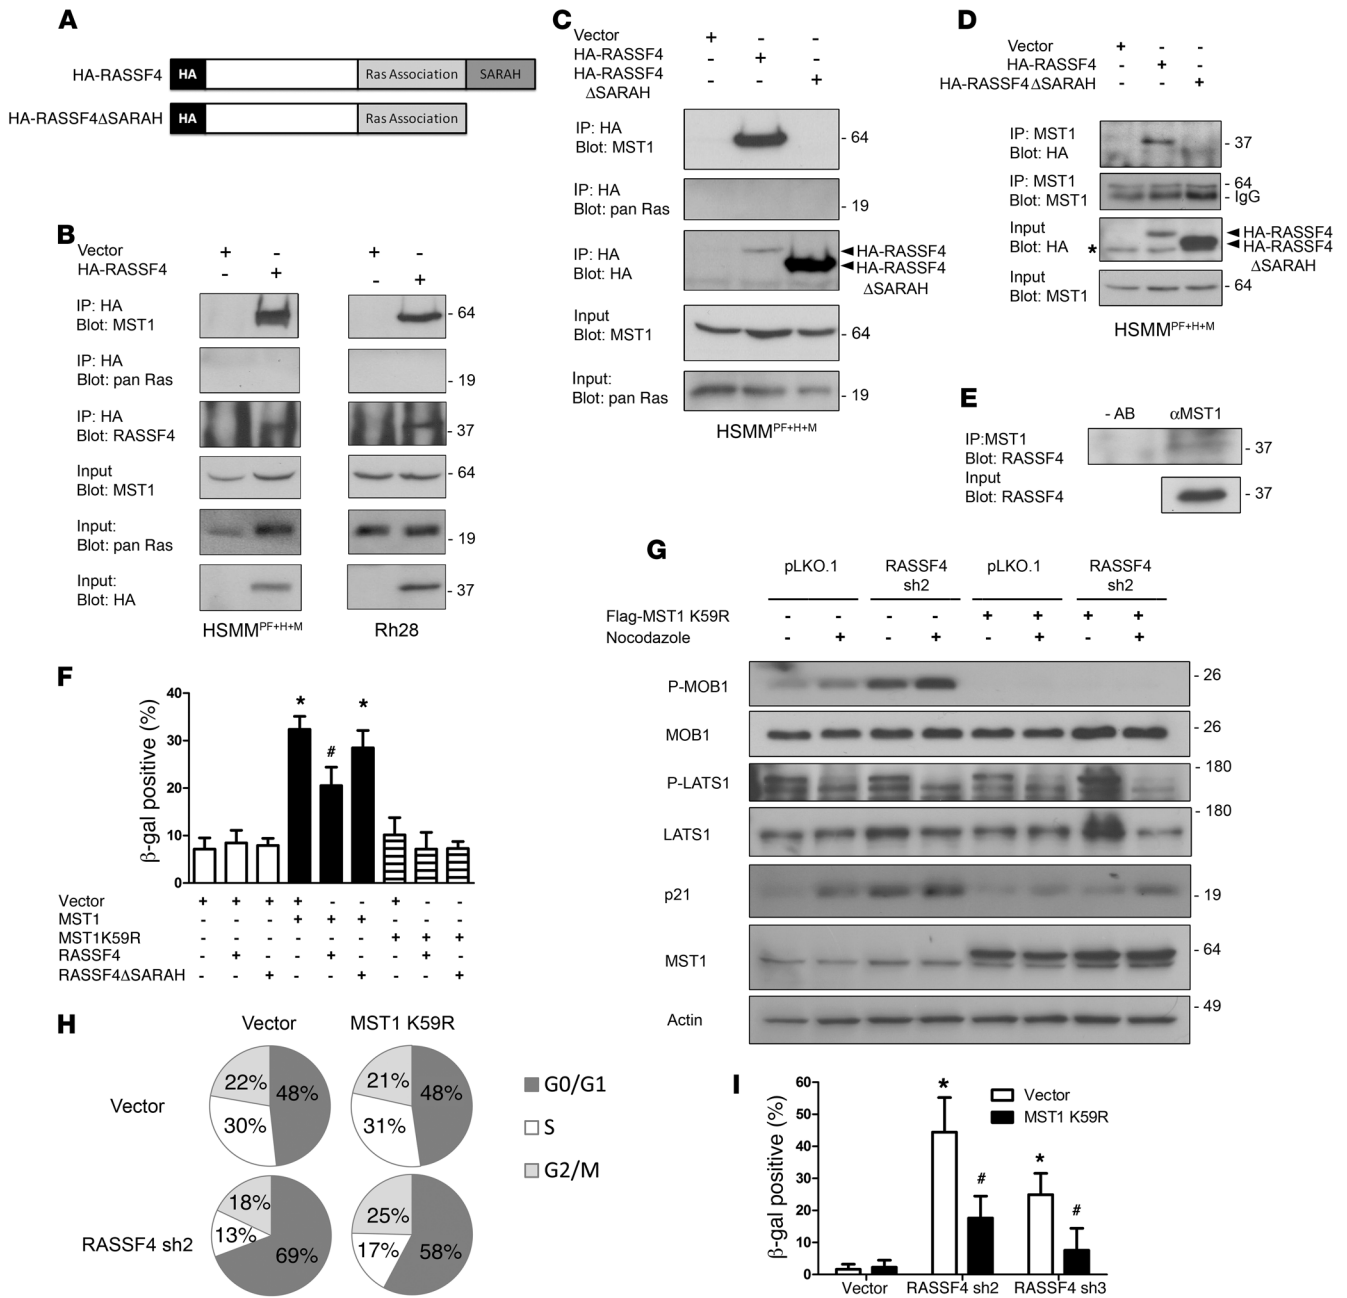 A
HA-RASSF4 HA Ras Association SARAH
HA-RASSF4ΔSARAH HA Ras Association
B
Vector + - + -
HA-RASSF4 - + - +
IP: HA
Blot: MST1 - 64
IP: HA
Blot: pan Ras - 19
IP: HA
Blot: RASSF4 - 37
Input
Blot: MST1 - 64
Input:
Blot: pan Ras - 19
Input:
Blot: HA - 37
HSMMPF+H+M Rh28
C
Vector + - -
HA-RASSF4 - + -
HA-RASSF4 - - +
ΔSARAH
IP: HA
Blot: MST1 - 64
IP: HA
Blot: pan Ras - 19
IP: HA HA-RASSF4
Blot: HA HA-RASSF4
ΔSARAH
Input
Blot: MST1 - 64
Input:
Blot: pan Ras - 19
HSMMPF+H+M
D
Vector + - -
HA-RASSF4 - + -
HA-RASSF4ΔSARAH - - +
IP: MST1
Blot: HA - 37
IP: MST1 - 64
Blot: MST1 - IgG
Input HA-RASSF4
Blot: HA * HA-RASSF4
ΔSARAH
Input
Blot: MST1 - 64
HSMMPF+H+M
E
- AB αMST1
IP:MST1
Blot: RASSF4 - 37
Input
Blot: RASSF4 - 37
F
β-gal positive (%)
40
30
20
10
0
* # *
Vector + + + + - - + - -
MST1 - - - + + + - - -
MST1K59R - - - - - - + + +
RASSF4 - + - - + - - + -
RASSF4ΔSARAH - - + - - + - - +
G
pLKO.1 RASSF4 sh2 pLKO.1 RASSF4 sh2
Flag-MST1 K59R - - - - + + + +
Nocodazole - + - + - + - +
P-MOB1 - 26
MOB1 - 26
P-LATS1 - 180
LATS1 - 180
p21 - 19
MST1 - 64
Actin - 49
H
Vector MST1 K59R
Vector
22% 48% 30%
21% 48% 31%
RASSF4 sh2
18% 13% 69%
25% 17% 58%
G0/G1
S
G2/M
I
β-gal positive (%)
60
50
40
30
20
10
0
Vector
MST1 K59R
* # * #
Vector RASSF4 sh2 RASSF4 sh3